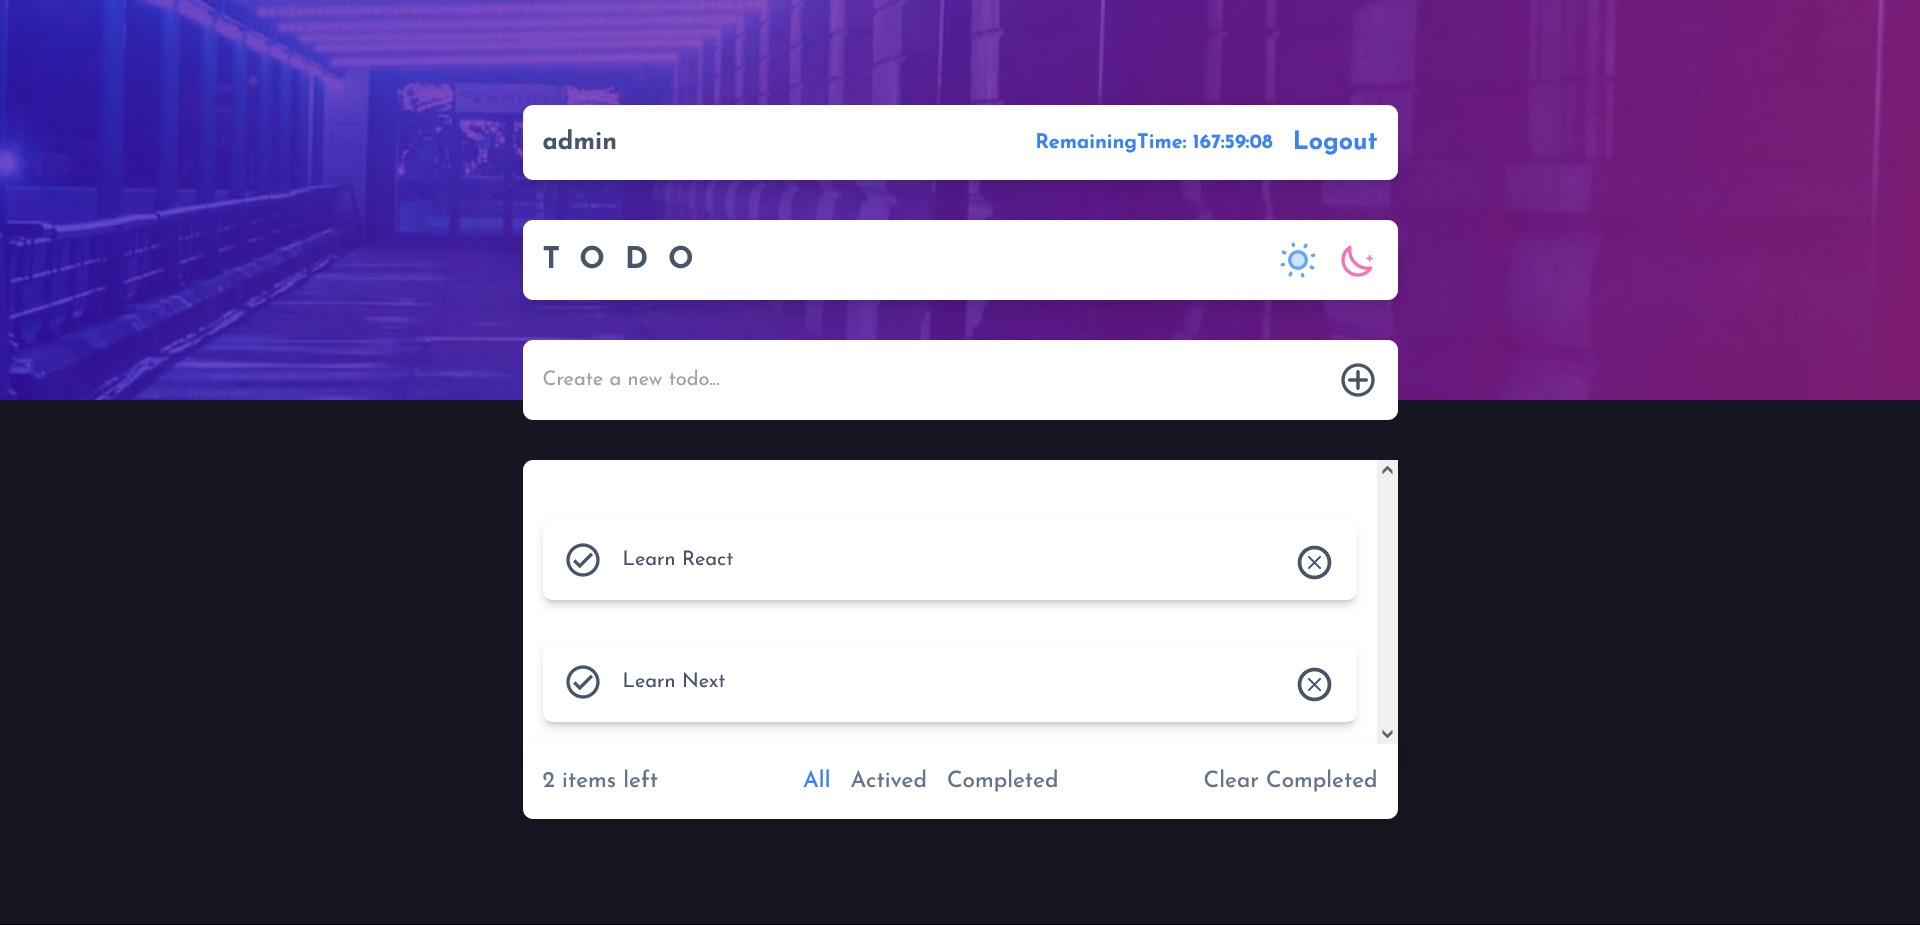 admin
RemainingTime: 167:59:08 Logout
T O D O
Create a new todo...
Learn React
Learn Next
2 items left All Actived Completed Clear Completed